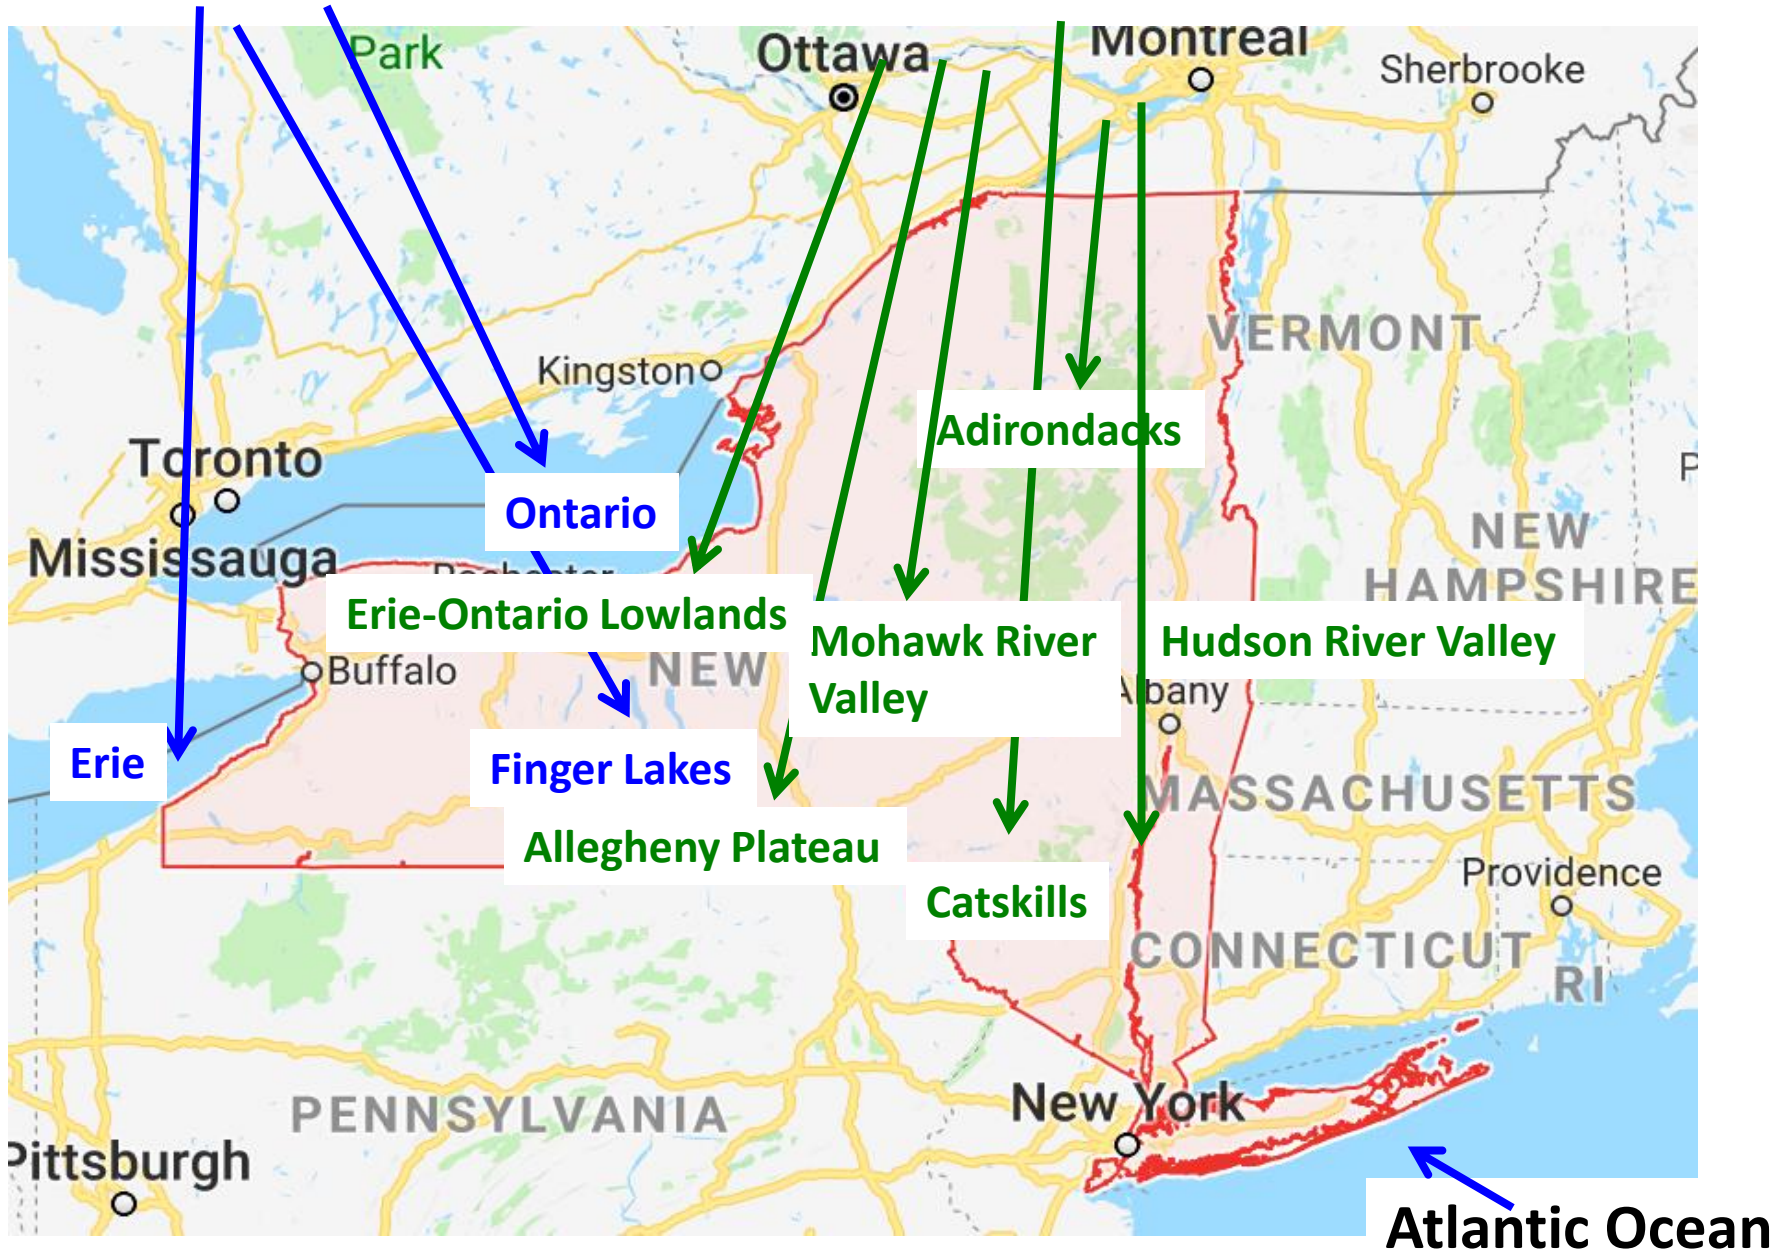 Park
Ottawa
Montreal
Sherbrooke
VERMONT
Kingston
Adirondacks
Toronto
Ontario
NEW
HAMPSHIRE
Mississauga
Rochester
Erie-Ontario Lowlands
Mohawk River
Valley
Hudson River Valley
Buffalo
NEW
Albany
Erie
Finger Lakes
MASSACHUSETTS
Allegheny Plateau
Providence
Catskills
CONNECTICUT
RI
New York
PENNSYLVANIA
Pittsburgh
Atlantic Ocean